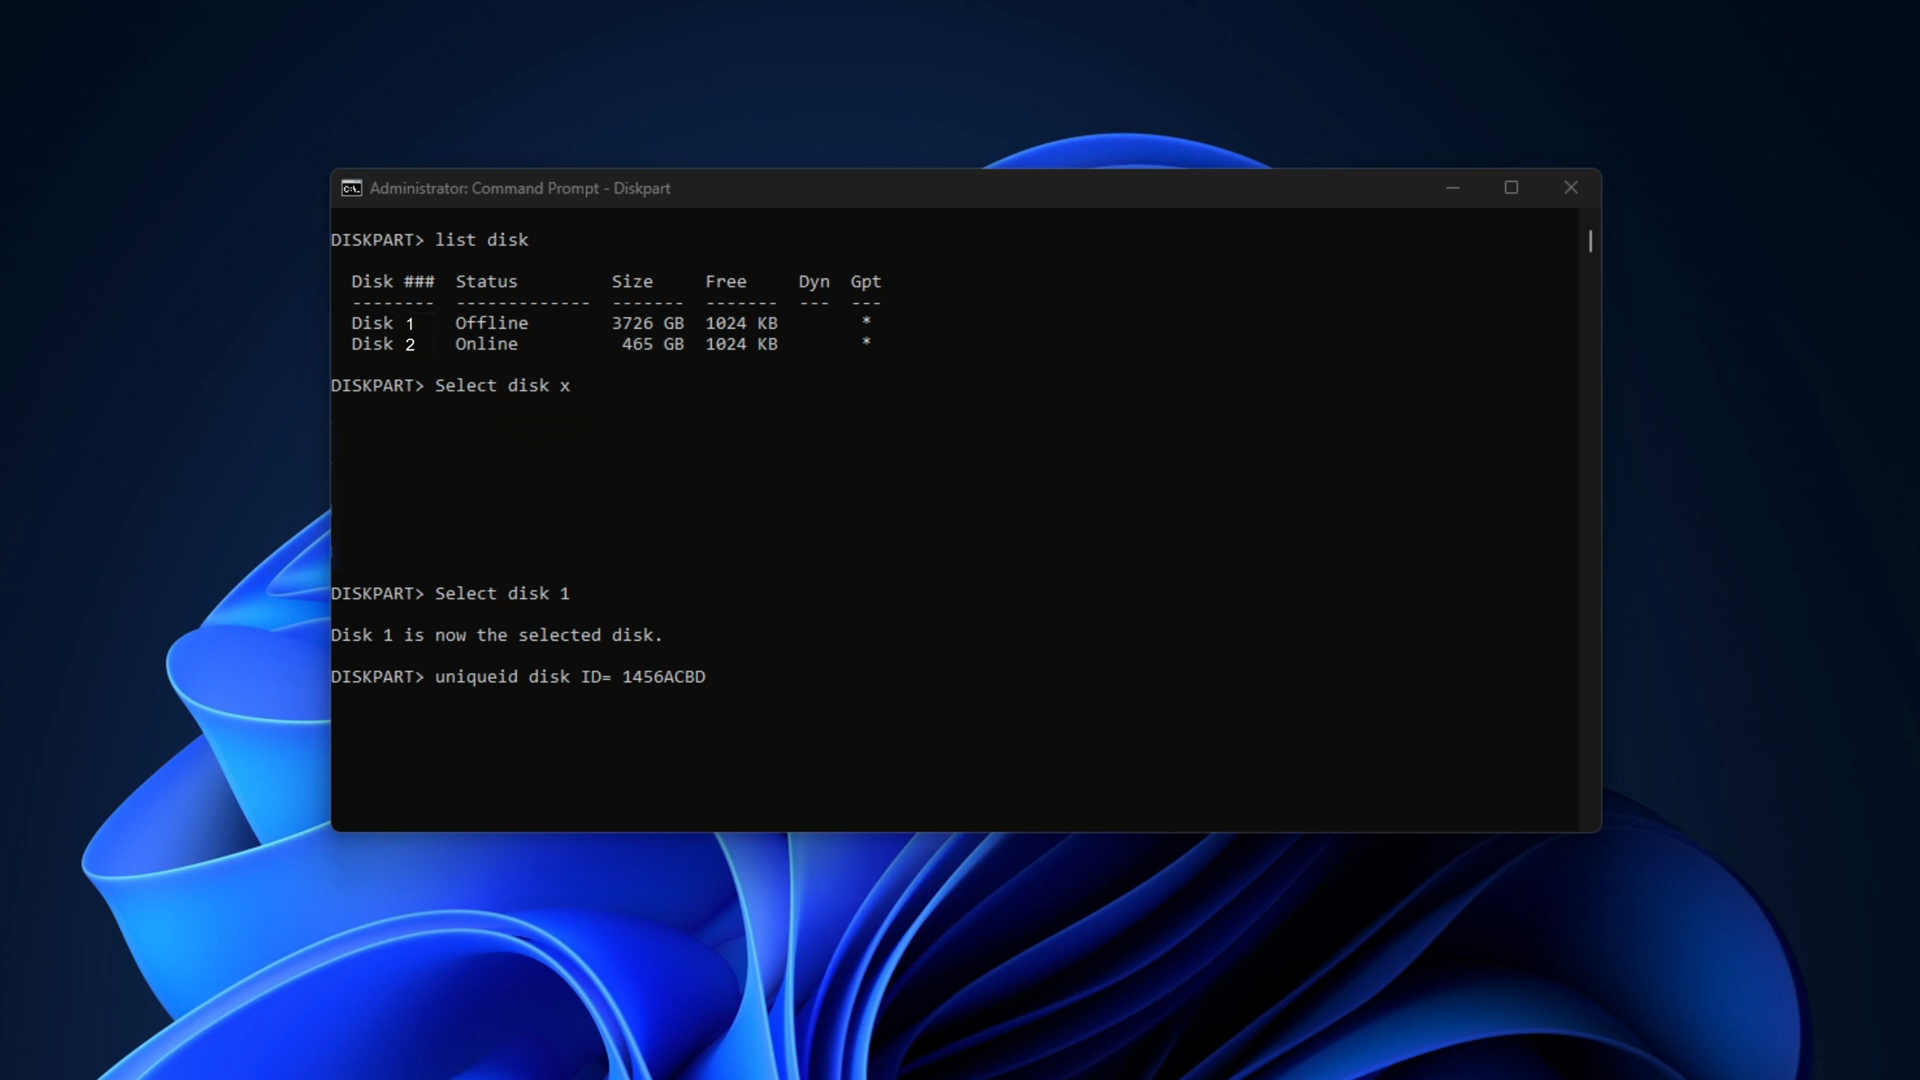 Administrator: Command Prompt - Diskpart
DISKPART> list disk
Disk ### Status Size Free Dyn Gpt
-------- ------------- ------- ------- --- ---
Disk 1 Offline 3726 GB 1024 KB *
Disk 2 Online 465 GB 1024 KB *
DISKPART> Select disk x
DISKPART> Select disk 1
Disk 1 is now the selected disk.
DISKPART> uniqueid disk ID= 1456ACBD